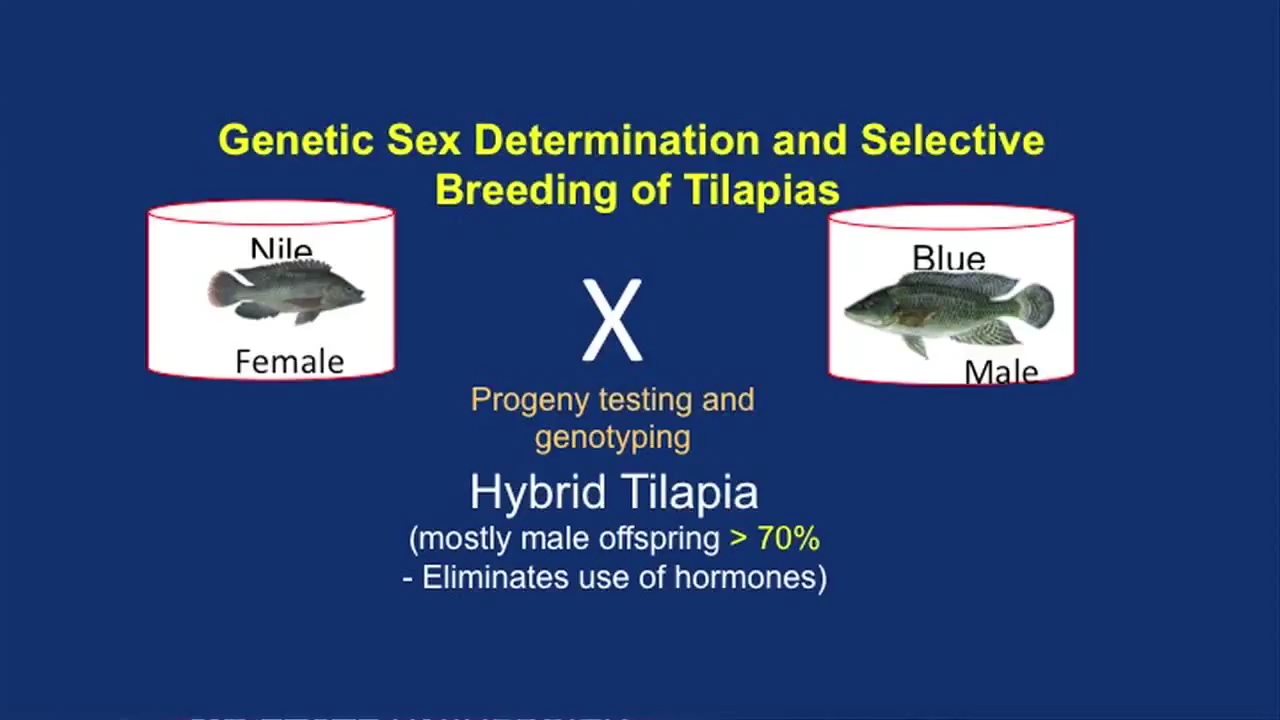 Genetic Sex Determination and Selective
Breeding of Tilapias
Nile
Female
X
Blue
Male
Progeny testing and
genotyping
Hybrid Tilapia
(mostly male offspring > 70%
- Eliminates use of hormones)